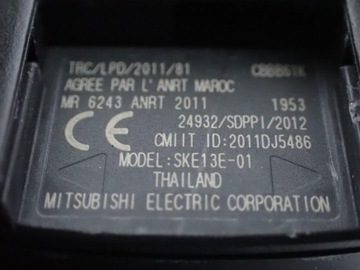 TRC/LPD/2011/81 CBBB61K
AGREE PAR L'ANRT MAROC
MR 6243 ANRT 2011 1953
CE 24932/SDPPI/2012
CMIIT ID:2011DJ5486
MODEL:SKE13E-01
THAILAND
MITSUBISHI ELECTRIC CORPORATION